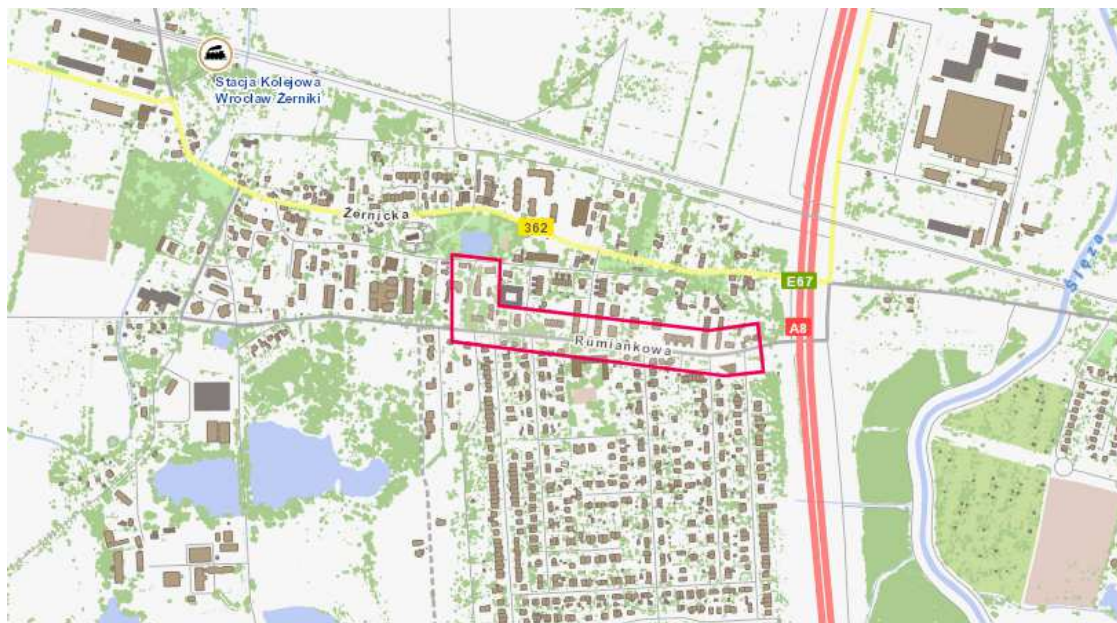 Stacja Kolejowa
Wrocław Żerniki
Żernicka
362
E67
Ślęza
A8
Rumiankowa